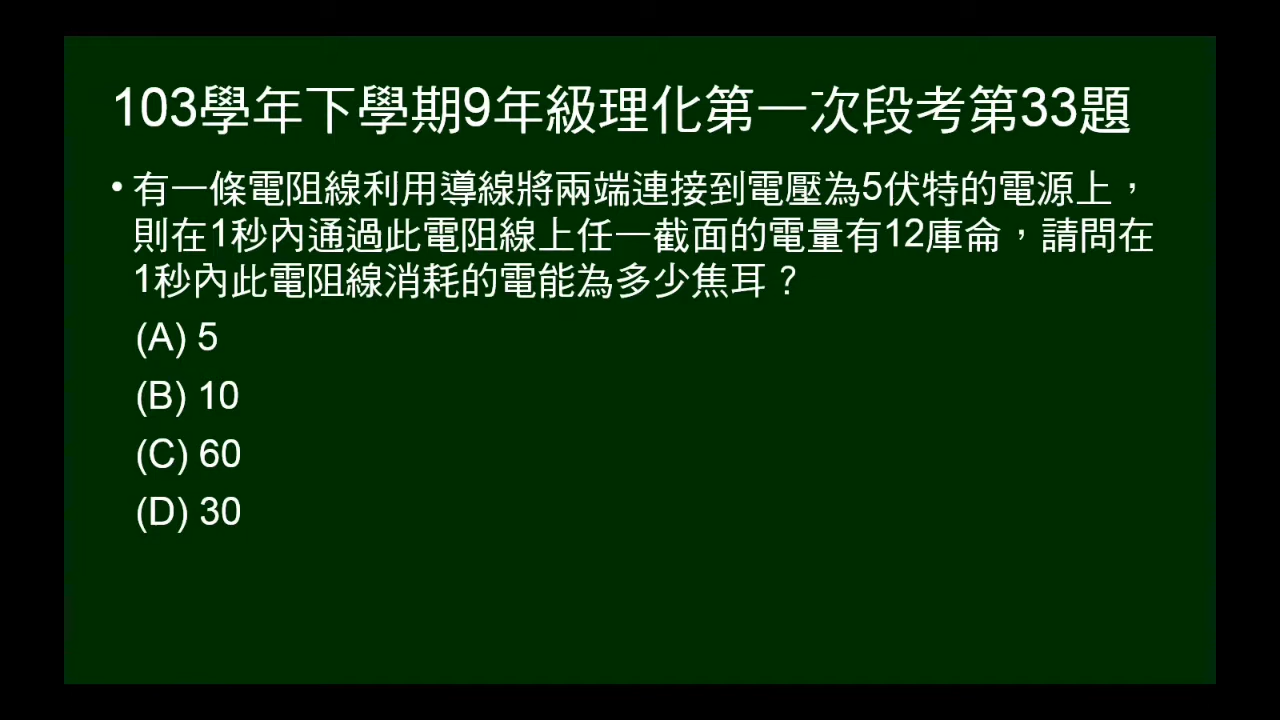 103學年下學期9年級理化第一次段考第33題
• 有一條電阻線利用導線將兩端連接到電壓為5伏特的電源上，
則在1秒內通過此電阻線上任一截面的電量有12庫侖，請問在
1秒內此電阻線消耗的電能為多少焦耳？
(A) 5
(B) 10
(C) 60
(D) 30